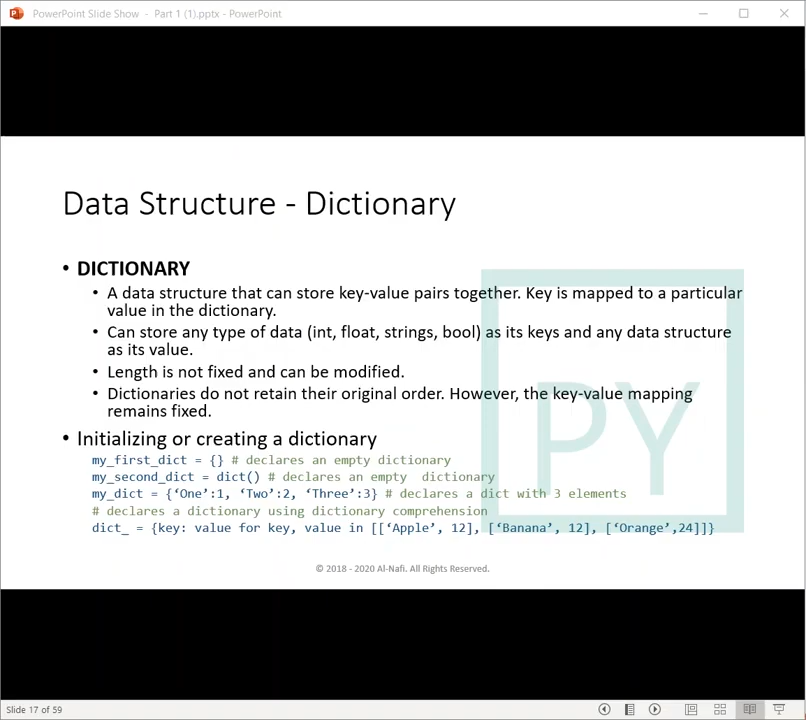 PowerPoint Slide Show - Part 1 (1).pptx - PowerPoint
Data Structure - Dictionary
• DICTIONARY
• A data structure that can store key-value pairs together. Key is mapped to a particular
value in the dictionary.
• Can store any type of data (int, float, strings, bool) as its keys and any data structure
as its value.
• Length is not fixed and can be modified.
• Dictionaries do not retain their original order. However, the key-value mapping
remains fixed.
• Initializing or creating a dictionary
my_first_dict = {} # declares an empty dictionary
my_second_dict = dict() # declares an empty  dictionary
my_dict = {‘One’:1, ‘Two’:2, ‘Three’:3} # declares a dict with 3 elements
# declares a dictionary using dictionary comprehension
dict_ = {key: value for key, value in [[‘Apple’, 12], [‘Banana’, 12], [‘Orange’,24]]}
PY
© 2018 - 2020 Al-Nafi. All Rights Reserved.
Slide 17 of 59